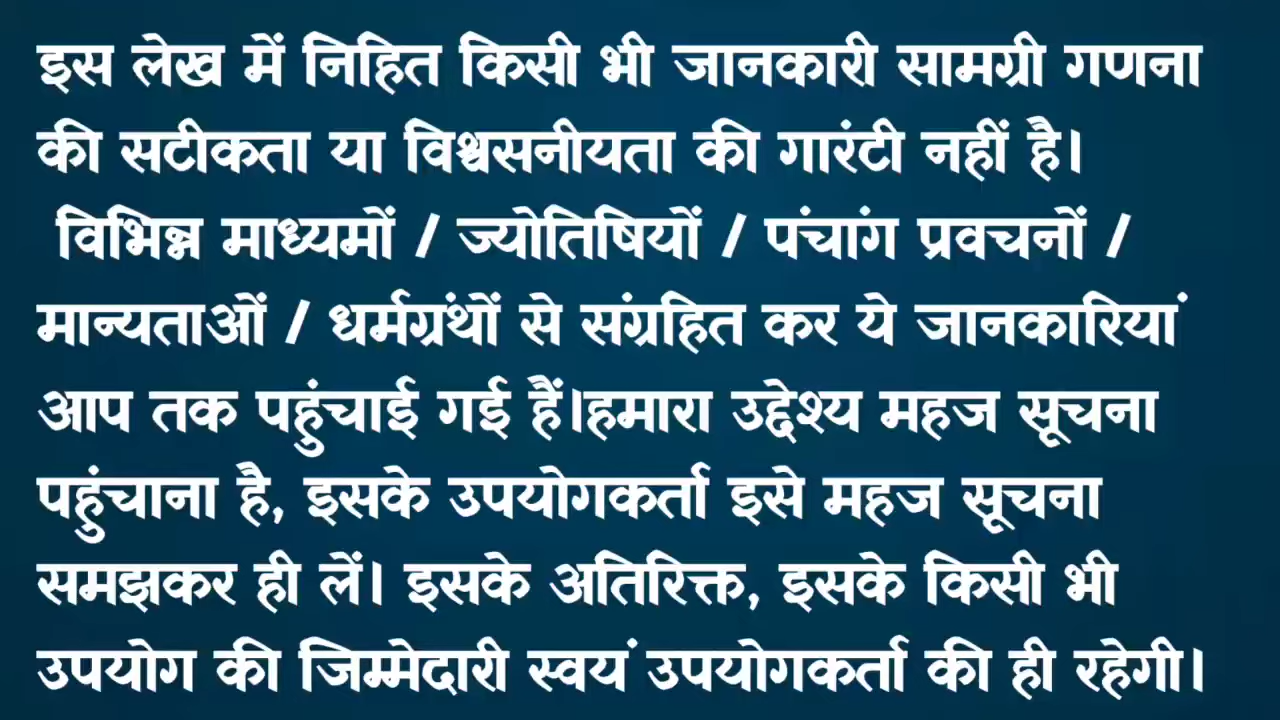 इस लेख में निहित किसी भी जानकारी सामग्री गणना
की सटीकता या विश्वसनीयता की गारंटी नहीं है।
विभिन्न माध्यमों / ज्योतिषियों / पंचांग प्रवचनों /
मान्यताओं / धर्मग्रंथों से संग्रहित कर ये जानकारियां
आप तक पहुंचाई गई हैं।हमारा उद्देश्य महज सूचना
पहुंचाना है, इसके उपयोगकर्ता इसे महज सूचना
समझकर ही लें। इसके अतिरिक्त, इसके किसी भी
उपयोग की जिम्मेदारी स्वयं उपयोगकर्ता की ही रहेगी।